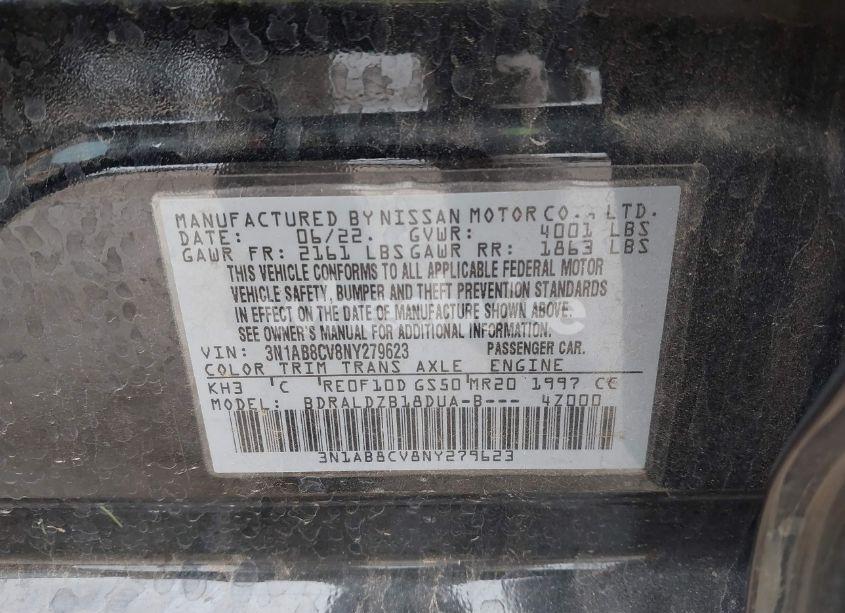 MANUFACTURED BY NISSAN MOTOR CO., LTD.
DATE: 06/22. GVWR: 4001 LBS
GAWR FR: 2161 LBS GAWR RR: 1863 LBS
THIS VEHICLE CONFORMS TO ALL APPLICABLE FEDERAL MOTOR
VEHICLE SAFETY, BUMPER AND THEFT PREVENTION STANDARDS
IN EFFECT ON THE DATE OF MANUFACTURE SHOWN ABOVE.
SEE OWNER'S MANUAL FOR ADDITIONAL INFORMATION.
VIN: 3N1AB8CV8NY279623 PASSENGER CAR.
COLOR TRIM TRANS AXLE ENGINE
KH3 C RE0F10D GS50 MR20 1997 CC
MODEL: BDRALDZB18DUA-B--- 4Z000
3N1AB8CV8NY279623